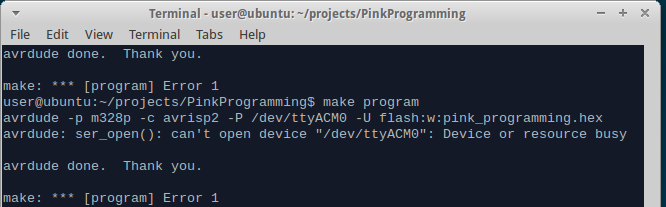 Terminal - user@ubuntu: ~/projects/PinkProgramming
File Edit View Terminal Tabs Help
avrdude done.  Thank you.
make: *** [program] Error 1
user@ubuntu:~/projects/PinkProgramming$ make program
avrdude -p m328p -c avrisp2 -P /dev/ttyACM0 -U flash:w:pink_programming.hex
avrdude: ser_open(): can't open device "/dev/ttyACM0": Device or resource busy
avrdude done.  Thank you.
make: *** [program] Error 1